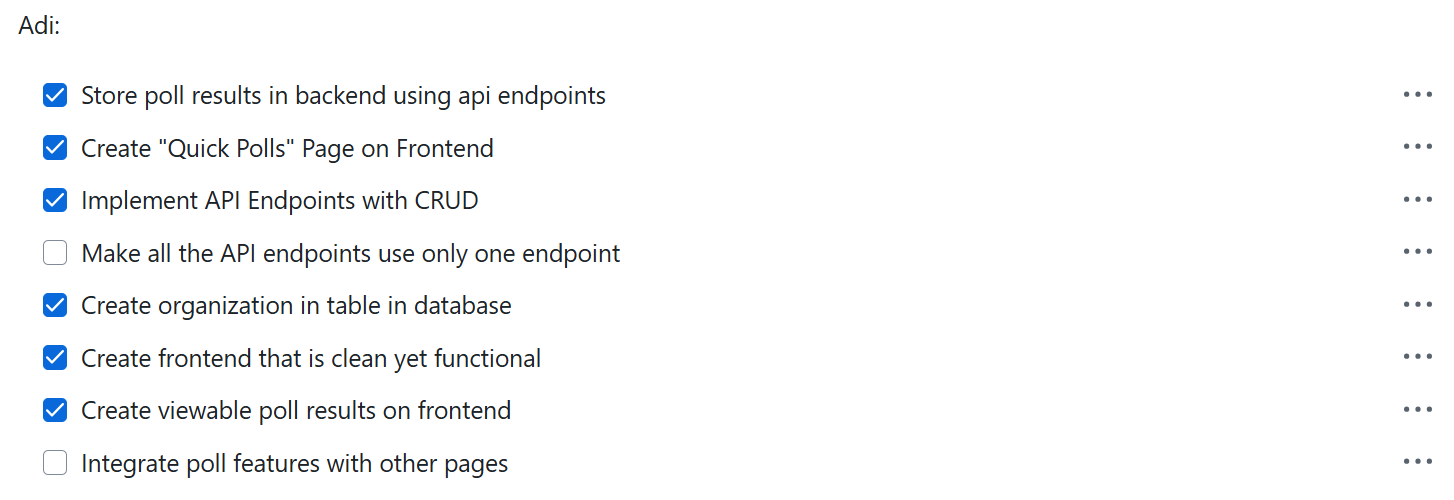 Adi:
Store poll results in backend using api endpoints
Create "Quick Polls" Page on Frontend
Implement API Endpoints with CRUD
Make all the API endpoints use only one endpoint
Create organization in table in database
Create frontend that is clean yet functional
Create viewable poll results on frontend
Integrate poll features with other pages